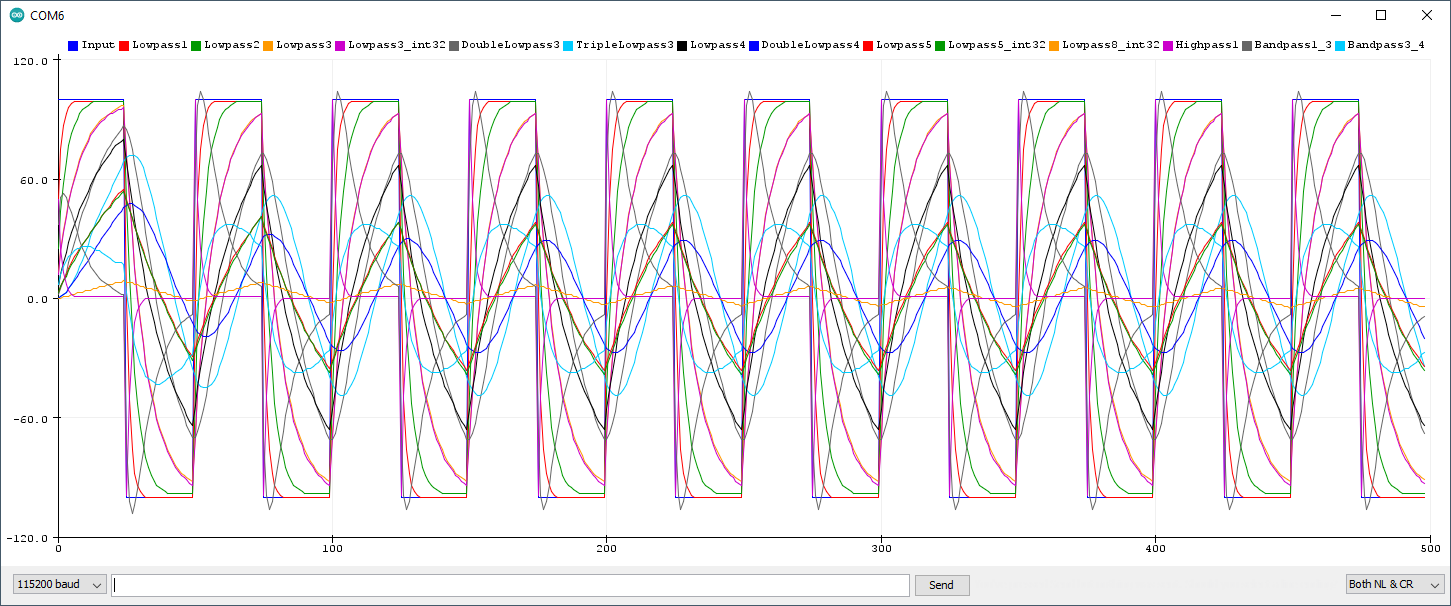 COM6
Input Lowpass1 Lowpass2 Lowpass3 Lowpass3_int32 DoubleLowpass3 TripleLowpass3 Lowpass4 DoubleLowpass4 Lowpass5 Lowpass5_int32 Lowpass8_int32 Highpass1 Bandpass1_3 Bandpass3_4
120.0
60.0
0.0
-60.0
-120.0
0 100 200 300 400 500
115200 baud Send Both NL & CR